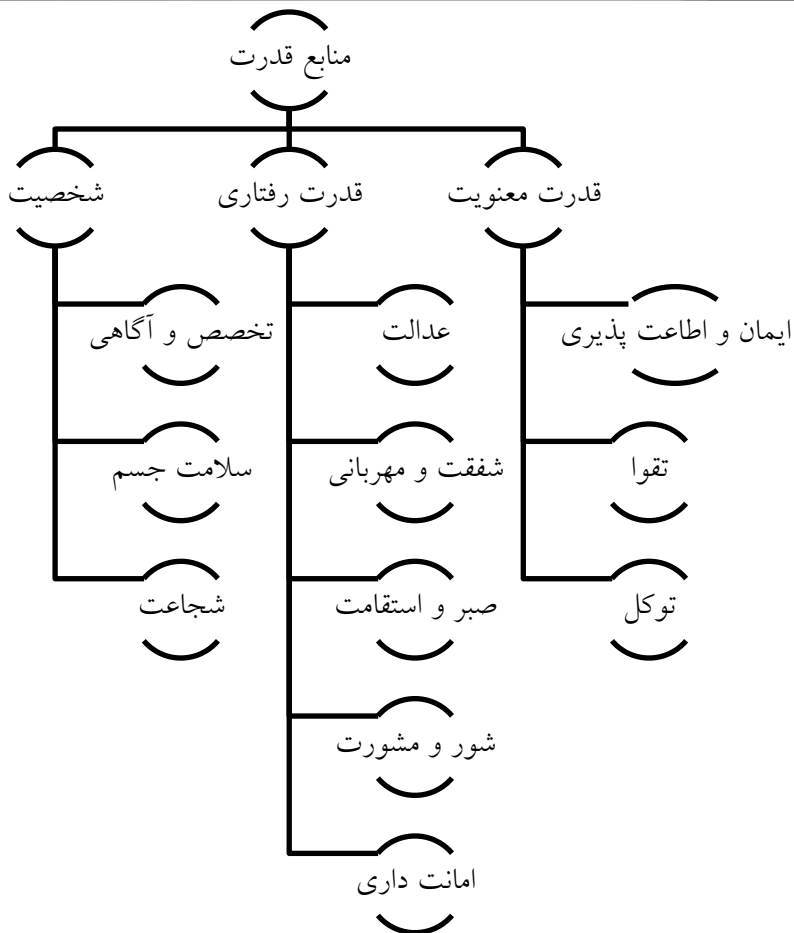 منابع قدرت
قدرت معنویت
قدرت رفتاری
شخصیت
ایمان و اطاعت پذیری
عدالت
تخصص و آگاهی
تقوا
شفقت و مهربانی
سلامت جسم
توکل
صبر و استقامت
شجاعت
شور و مشورت
امانت داری